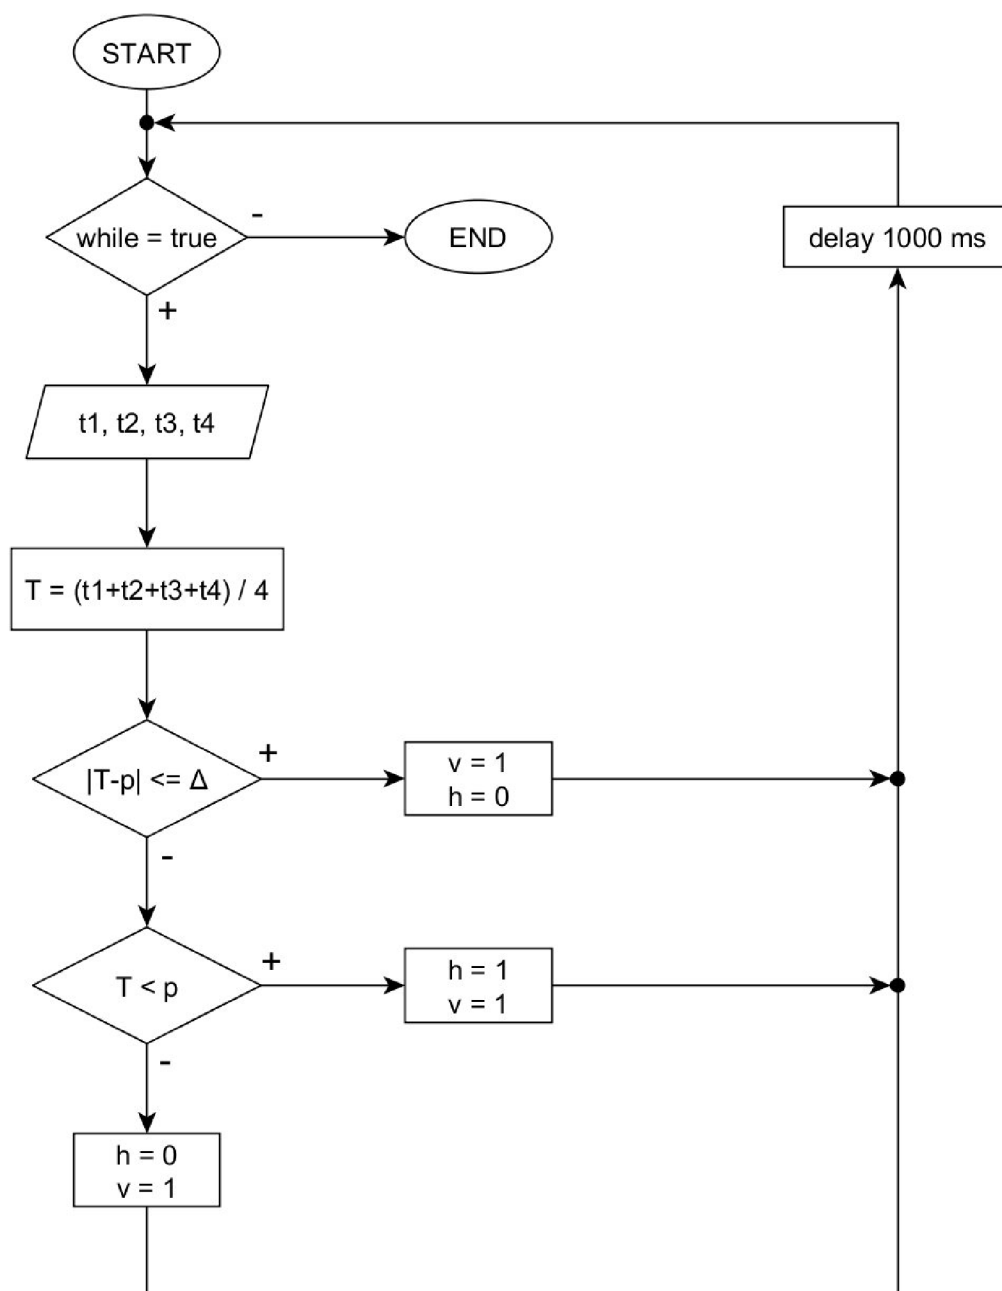 START
while = true
-
END
delay 1000 ms
+
t1, t2, t3, t4
T = (t1+t2+t3+t4) / 4
|T-p| <= Δ
+
v = 1
h = 0
-
T < p
+
h = 1
v = 1
-
h = 0
v = 1